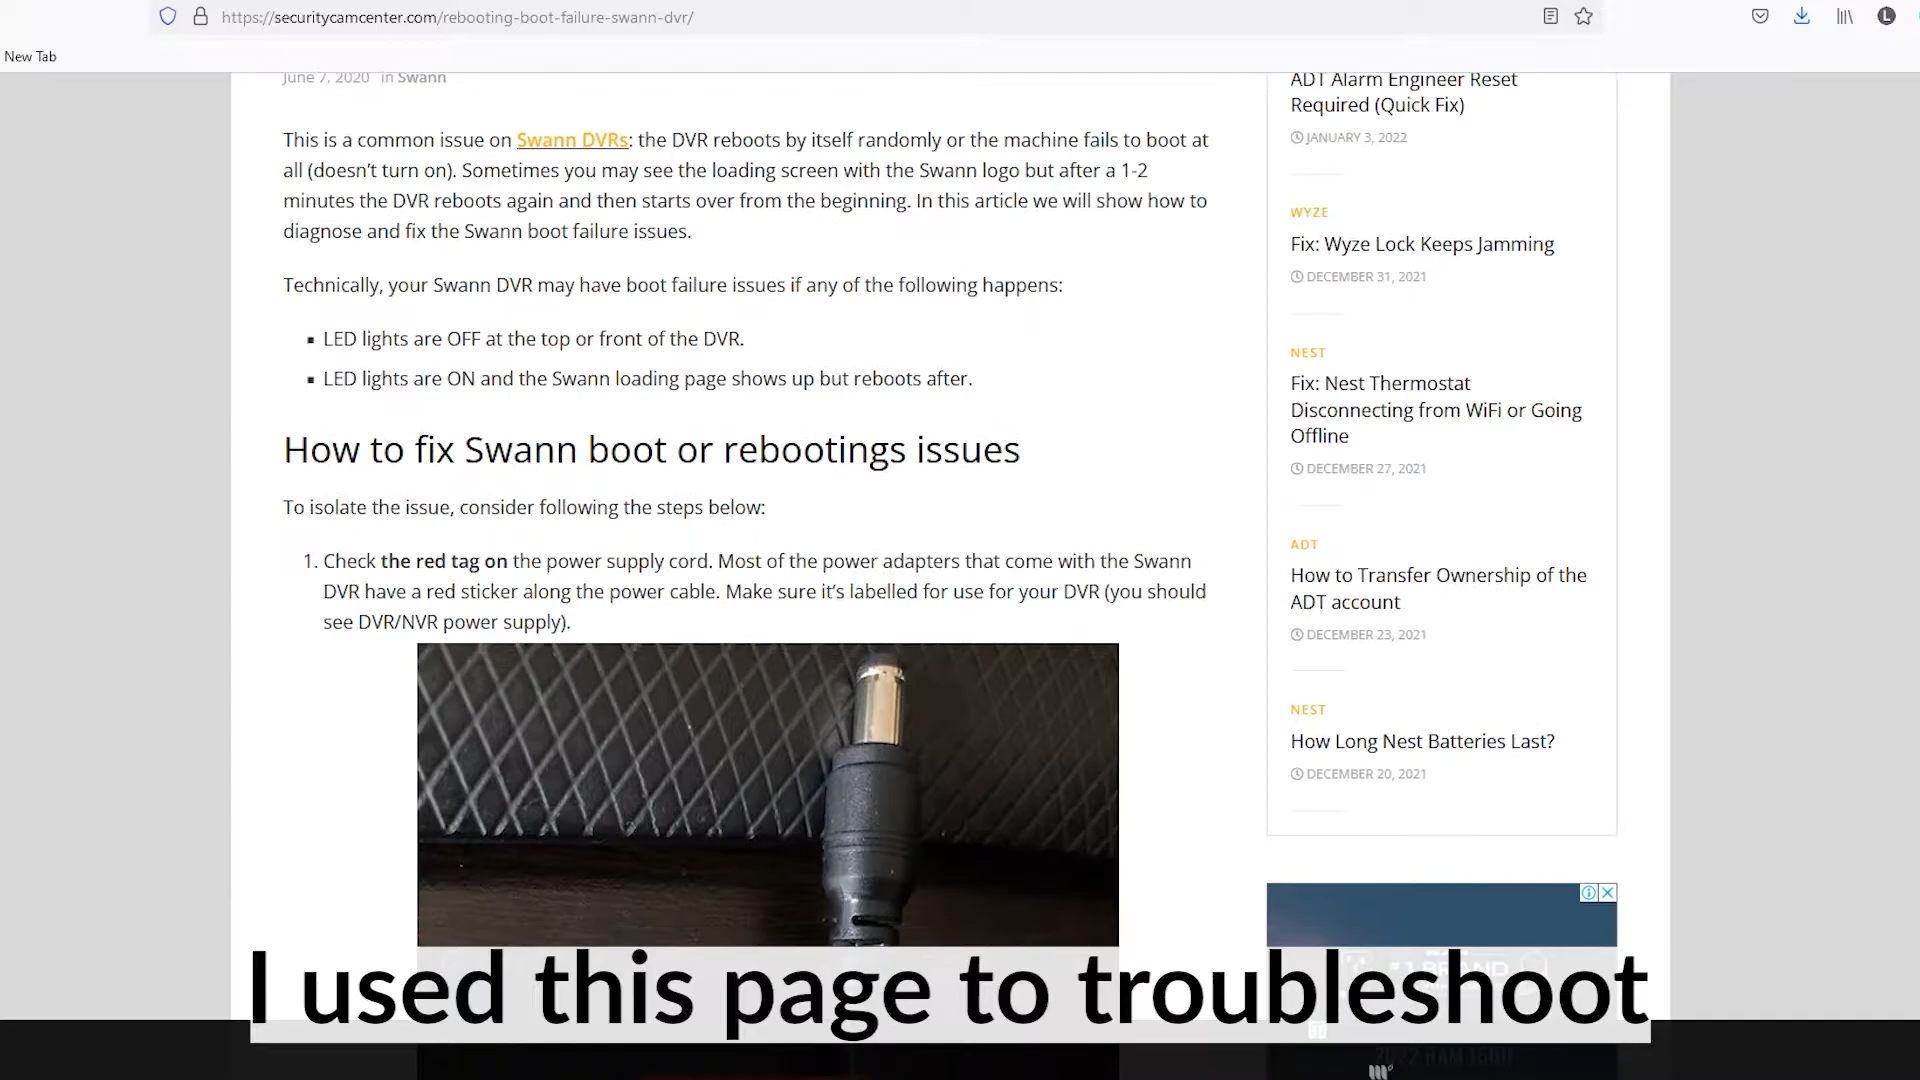 https://securitycamcenter.com/rebooting-boot-failure-swann-dvr/
L
New Tab
June 7, 2020 in Swann
This is a common issue on Swann DVRs: the DVR reboots by itself randomly or the machine fails to boot at
all (doesn’t turn on). Sometimes you may see the loading screen with the Swann logo but after a 1-2
minutes the DVR reboots again and then starts over from the beginning. In this article we will show how to
diagnose and fix the Swann boot failure issues.
Technically, your Swann DVR may have boot failure issues if any of the following happens:
▪ LED lights are OFF at the top or front of the DVR.
▪ LED lights are ON and the Swann loading page shows up but reboots after.
How to fix Swann boot or rebootings issues
To isolate the issue, consider following the steps below:
1. Check the red tag on the power supply cord. Most of the power adapters that come with the Swann
DVR have a red sticker along the power cable. Make sure it’s labelled for use for your DVR (you should
see DVR/NVR power supply).
ADT Alarm Engineer Reset
Required (Quick Fix)
JANUARY 3, 2022
WYZE
Fix: Wyze Lock Keeps Jamming
DECEMBER 31, 2021
NEST
Fix: Nest Thermostat
Disconnecting from WiFi or Going
Offline
DECEMBER 27, 2021
ADT
How to Transfer Ownership of the
ADT account
DECEMBER 23, 2021
NEST
How Long Nest Batteries Last?
DECEMBER 20, 2021
#1 BRAND
I used this page to troubleshoot